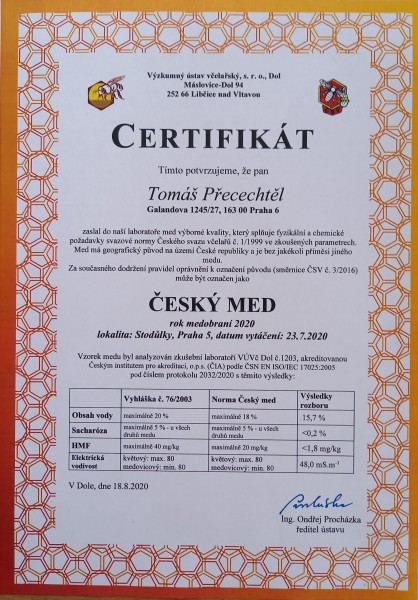 Výzkumný ústav včelařský, s. r. o., Dol
Máslovice-Dol 94
252 66 Libčice nad Vltavou
CERTIFIKÁT
Tímto potvrzujeme, že pan
Tomáš Přecechtěl
Galandova 1245/27, 163 00 Praha 6
zaslal do naší laboratoře med výborné kvality, který splňuje fyzikální a chemické
požadavky svazové normy Českého svazu včelařů č. 1/1999 ve zkoušených parametrech.
Med má geografický původ na území České republiky a je bez jakékoli příměsi jiného
medu.
Za současného dodržení pravidel oprávnění k označení původu (směrnice ČSV č. 3/2016)
může být označen jako
ČESKÝ MED
rok medobraní 2020
lokalita: Stodůlky, Praha 5, datum vytáčení: 23.7.2020
Vzorek medu byl analyzován zkušební laboratoří VÚVč Dol č.1203, akreditovanou
Českým institutem pro akreditaci, o.p.s. (ČIA) podle ČSN EN ISO/IEC 17025:2005
pod číslem protokolu 2032/2020 s těmito výsledky:
Vyhláška č. 76/2003 Norma Český med Výsledky rozboru
Obsah vody maximálně 20 % maximálně 18 % 15,7 %
Sacharóza maximálně 5 % - u všech druhů medu maximálně 5 % - u všech druhů medu <0,2 %
HMF maximálně 40 mg/kg maximálně 20 mg/kg <1,8 mg/kg
Elektrická vodivost květový: max. 80 medovicový: min. 80 květový: max. 80 medovicový: min. 80 48,0 mS.m⁻¹
V Dole, dne 18.8.2020
Ing. Ondřej Procházka
ředitel ústavu